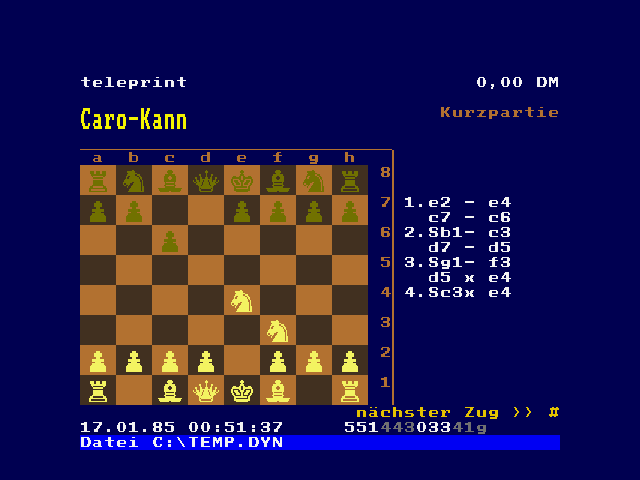 teleprint 0,00 DM
Caro-Kann Kurzpartie
a b c d e f g h
8
7 1.e2 - e4
c7 - c6
6 2.Sb1- c3
d7 - d5
5 3.Sg1- f3
d5 x e4
4 4.Sc3x e4
3
2
1
nächster Zug >> #
17.01.85 00:51:37 55144303341g
Datei C:\TEMP.DYN